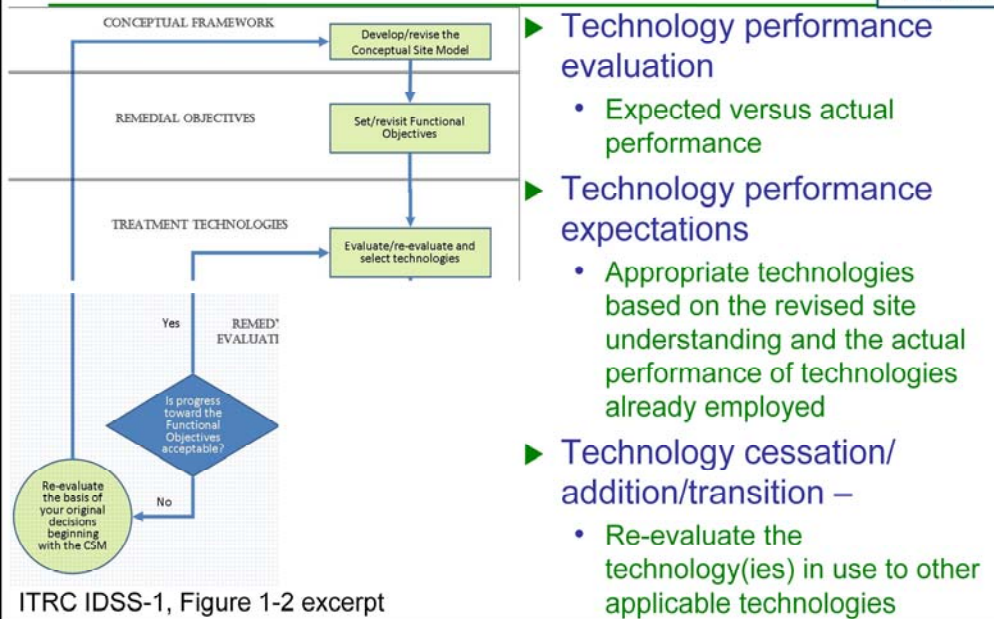 CONCEPTUAL FRAMEWORK
Develop/revise the
Conceptual Site Model
REMEDIAL OBJECTIVES
Set/revisit Functional
Objectives
TREATMENT TECHNOLOGIES
Evaluate/re-evaluate and
select technologies
Yes
REMEDY
EVALUATI
Is progress
toward the
Functional
Objectives
acceptable?
No
Re-evaluate
the basis of
your original
decisions
beginning
with the CSM
ITRC IDSS-1, Figure 1-2 excerpt
▶ Technology performance
evaluation
• Expected versus actual
performance
▶ Technology performance
expectations
• Appropriate technologies
based on the revised site
understanding and the actual
performance of technologies
already employed
▶ Technology cessation/
addition/transition –
• Re-evaluate the
technology(ies) in use to other
applicable technologies